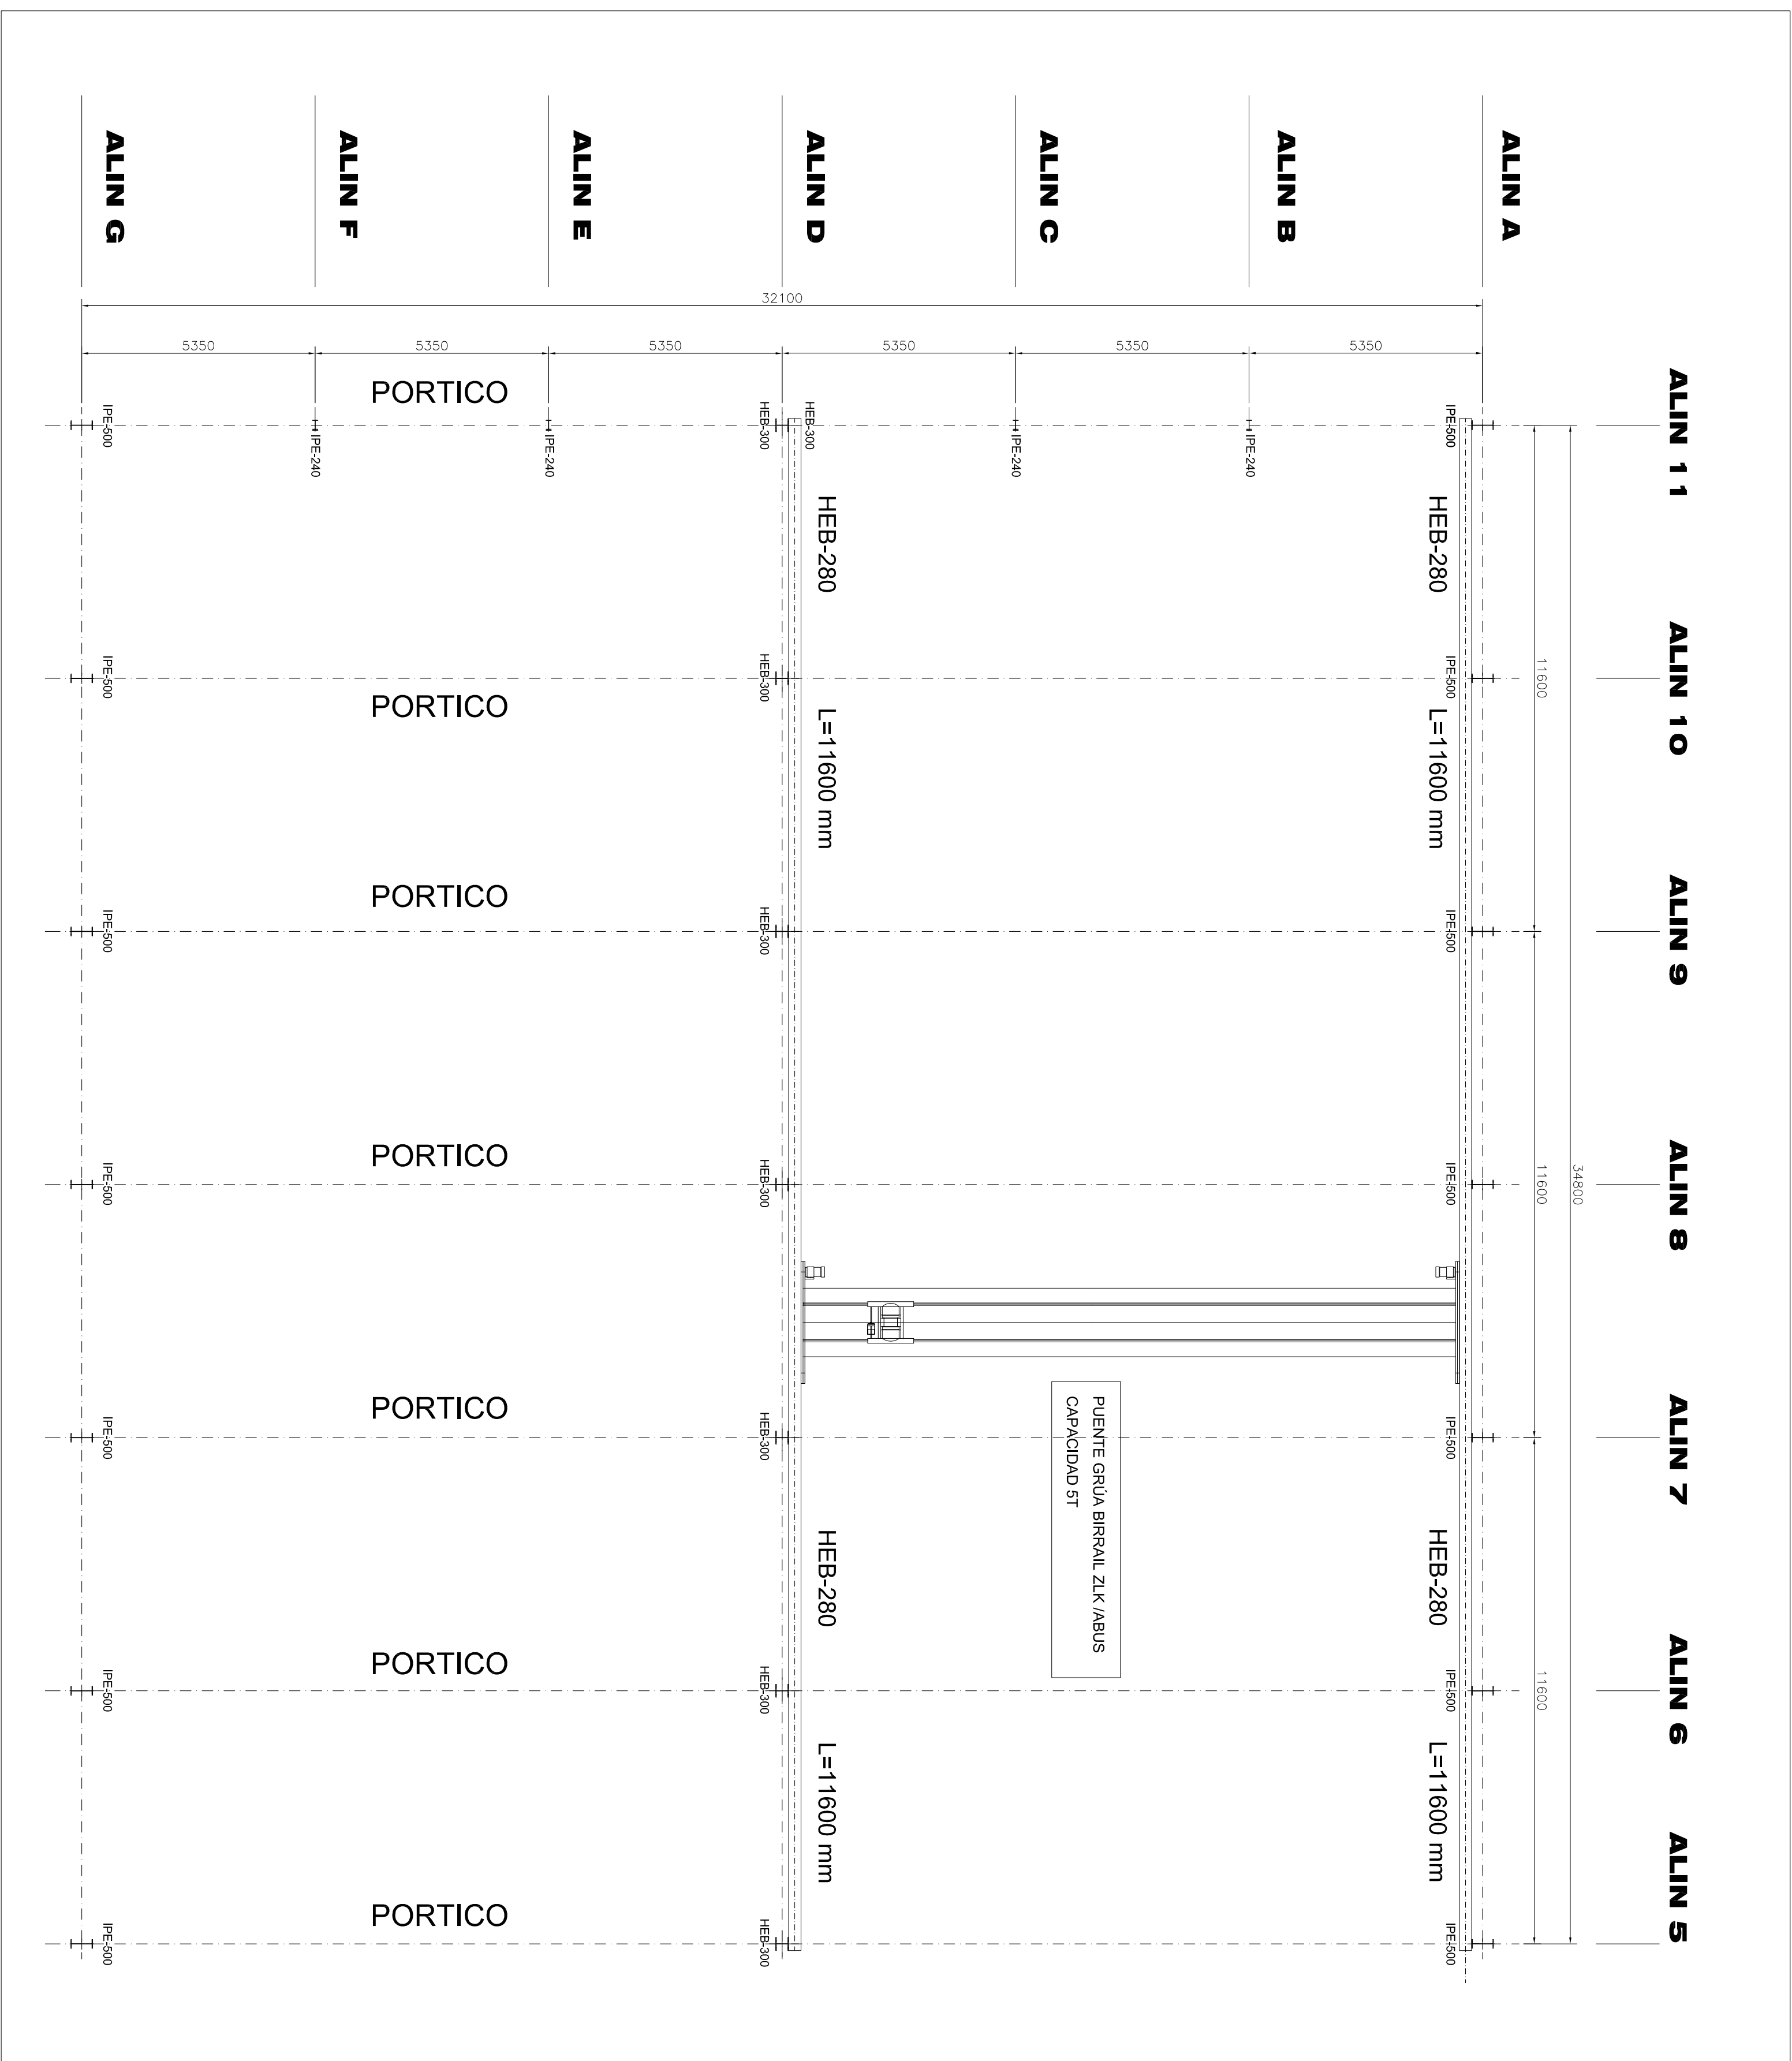 ALIN A
ALIN B
ALIN C
ALIN D
ALIN E
ALIN F
ALIN G
32100
5350
5350
5350
5350
5350
5350
ALIN 11
ALIN 10
ALIN 9
ALIN 8
ALIN 7
ALIN 6
ALIN 5
34800
11600
11600
11600
IPE-500
IPE-500
IPE-500
IPE-500
IPE-500
IPE-500
IPE-500
HEB-280
L=11600 mm
HEB-280
L=11600 mm
IPE-240
IPE-240
PUENTE GRÚA BIRRAIL ZLK /ABUS
CAPACIDAD 5T
HEB-280
L=11600 mm
HEB-280
L=11600 mm
HEB-300
HEB-300
HEB-300
HEB-300
HEB-300
HEB-300
HEB-300
HEB-300
IPE-240
IPE-240
PORTICO
PORTICO
PORTICO
PORTICO
PORTICO
PORTICO
PORTICO
IPE-500
IPE-500
IPE-500
IPE-500
IPE-500
IPE-500
IPE-500